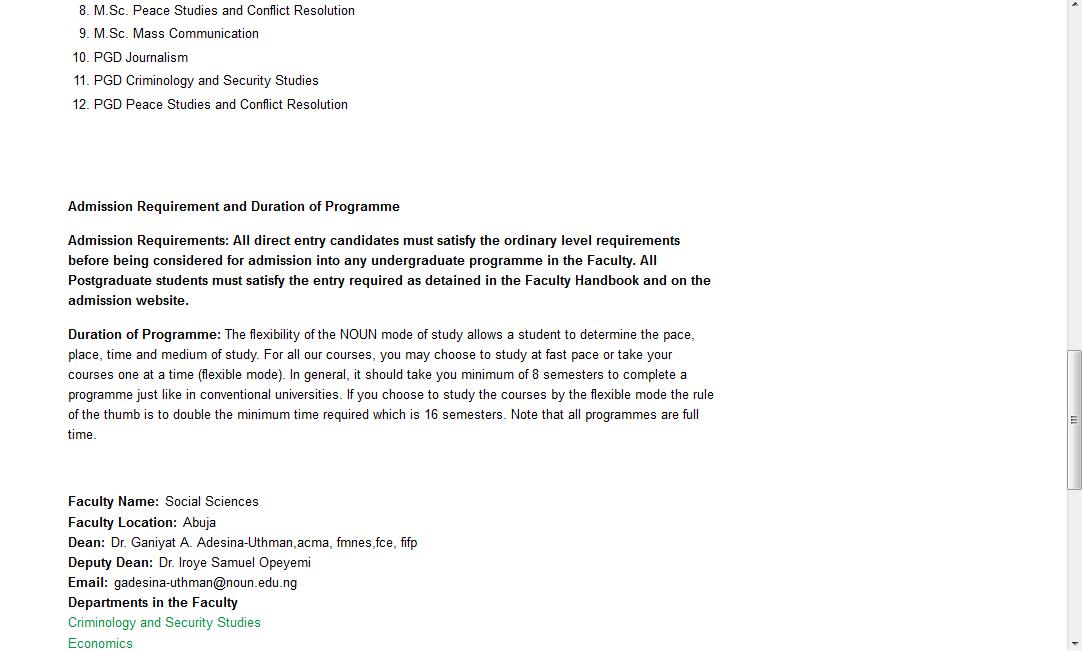 8. M.Sc. Peace Studies and Conflict Resolution
9. M.Sc. Mass Communication
10. PGD Journalism
11. PGD Criminology and Security Studies
12. PGD Peace Studies and Conflict Resolution
Admission Requirement and Duration of Programme
Admission Requirements: All direct entry candidates must satisfy the ordinary level requirements
before being considered for admission into any undergraduate programme in the Faculty. All
Postgraduate students must satisfy the entry required as detained in the Faculty Handbook and on the
admission website.
Duration of Programme: The flexibility of the NOUN mode of study allows a student to determine the pace,
place, time and medium of study. For all our courses, you may choose to study at fast pace or take your
courses one at a time (flexible mode). In general, it should take you minimum of 8 semesters to complete a
programme just like in conventional universities. If you choose to study the courses by the flexible mode the rule
of the thumb is to double the minimum time required which is 16 semesters. Note that all programmes are full
time.
Faculty Name: Social Sciences
Faculty Location: Abuja
Dean: Dr. Ganiyat A. Adesina-Uthman,acma, fmnes,fce, fifp
Deputy Dean: Dr. Iroye Samuel Opeyemi
Email: gadesina-uthman@noun.edu.ng
Departments in the Faculty
Criminology and Security Studies
Economics